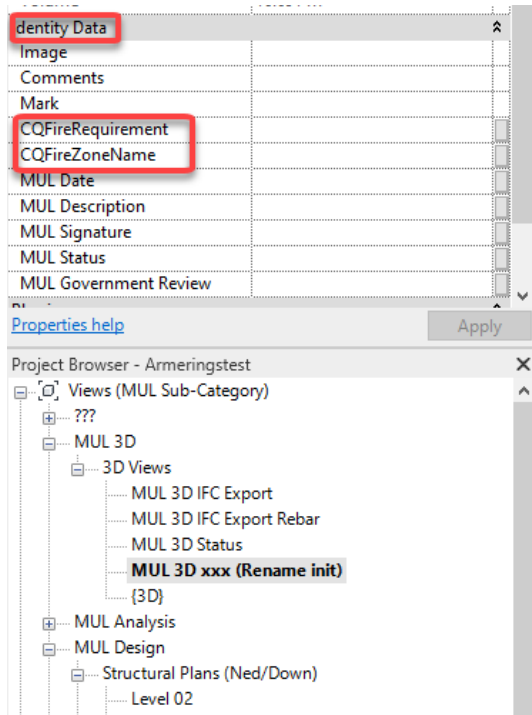 dentity Data
Image
Comments
Mark
CQFireRequirement
CQFireZoneName
MUL Date
MUL Description
MUL Signature
MUL Status
MUL Government Review
Properties help
Apply
Project Browser - Armeringstest
Views (MUL Sub-Category)
???
MUL 3D
3D Views
MUL 3D IFC Export
MUL 3D IFC Export Rebar
MUL 3D Status
MUL 3D xxx (Rename init)
{3D}
MUL Analysis
MUL Design
Structural Plans (Ned/Down)
Level 02